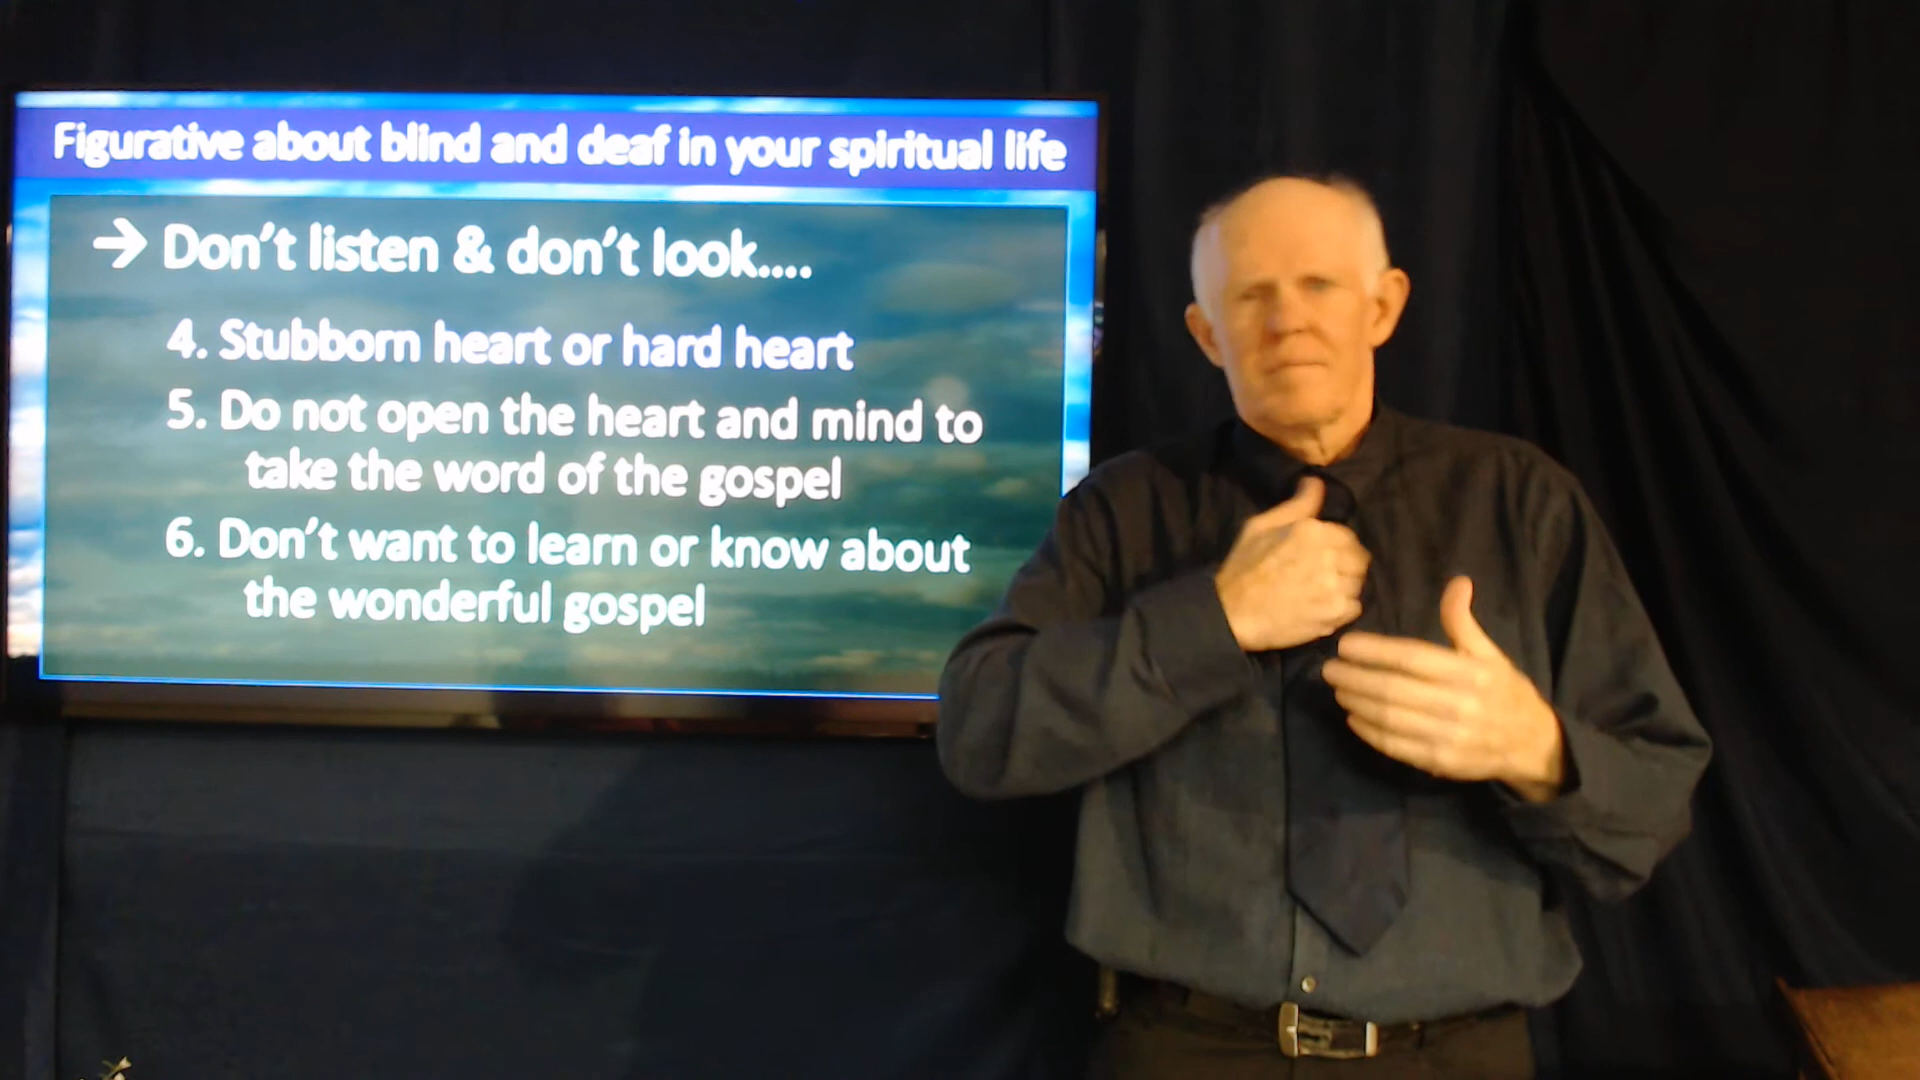 Figurative about blind and deaf in your spiritual life
→ Don't listen & don't look....
4. Stubborn heart or hard heart
5. Do not open the heart and mind to
take the word of the gospel
6. Don't want to learn or know about
the wonderful gospel